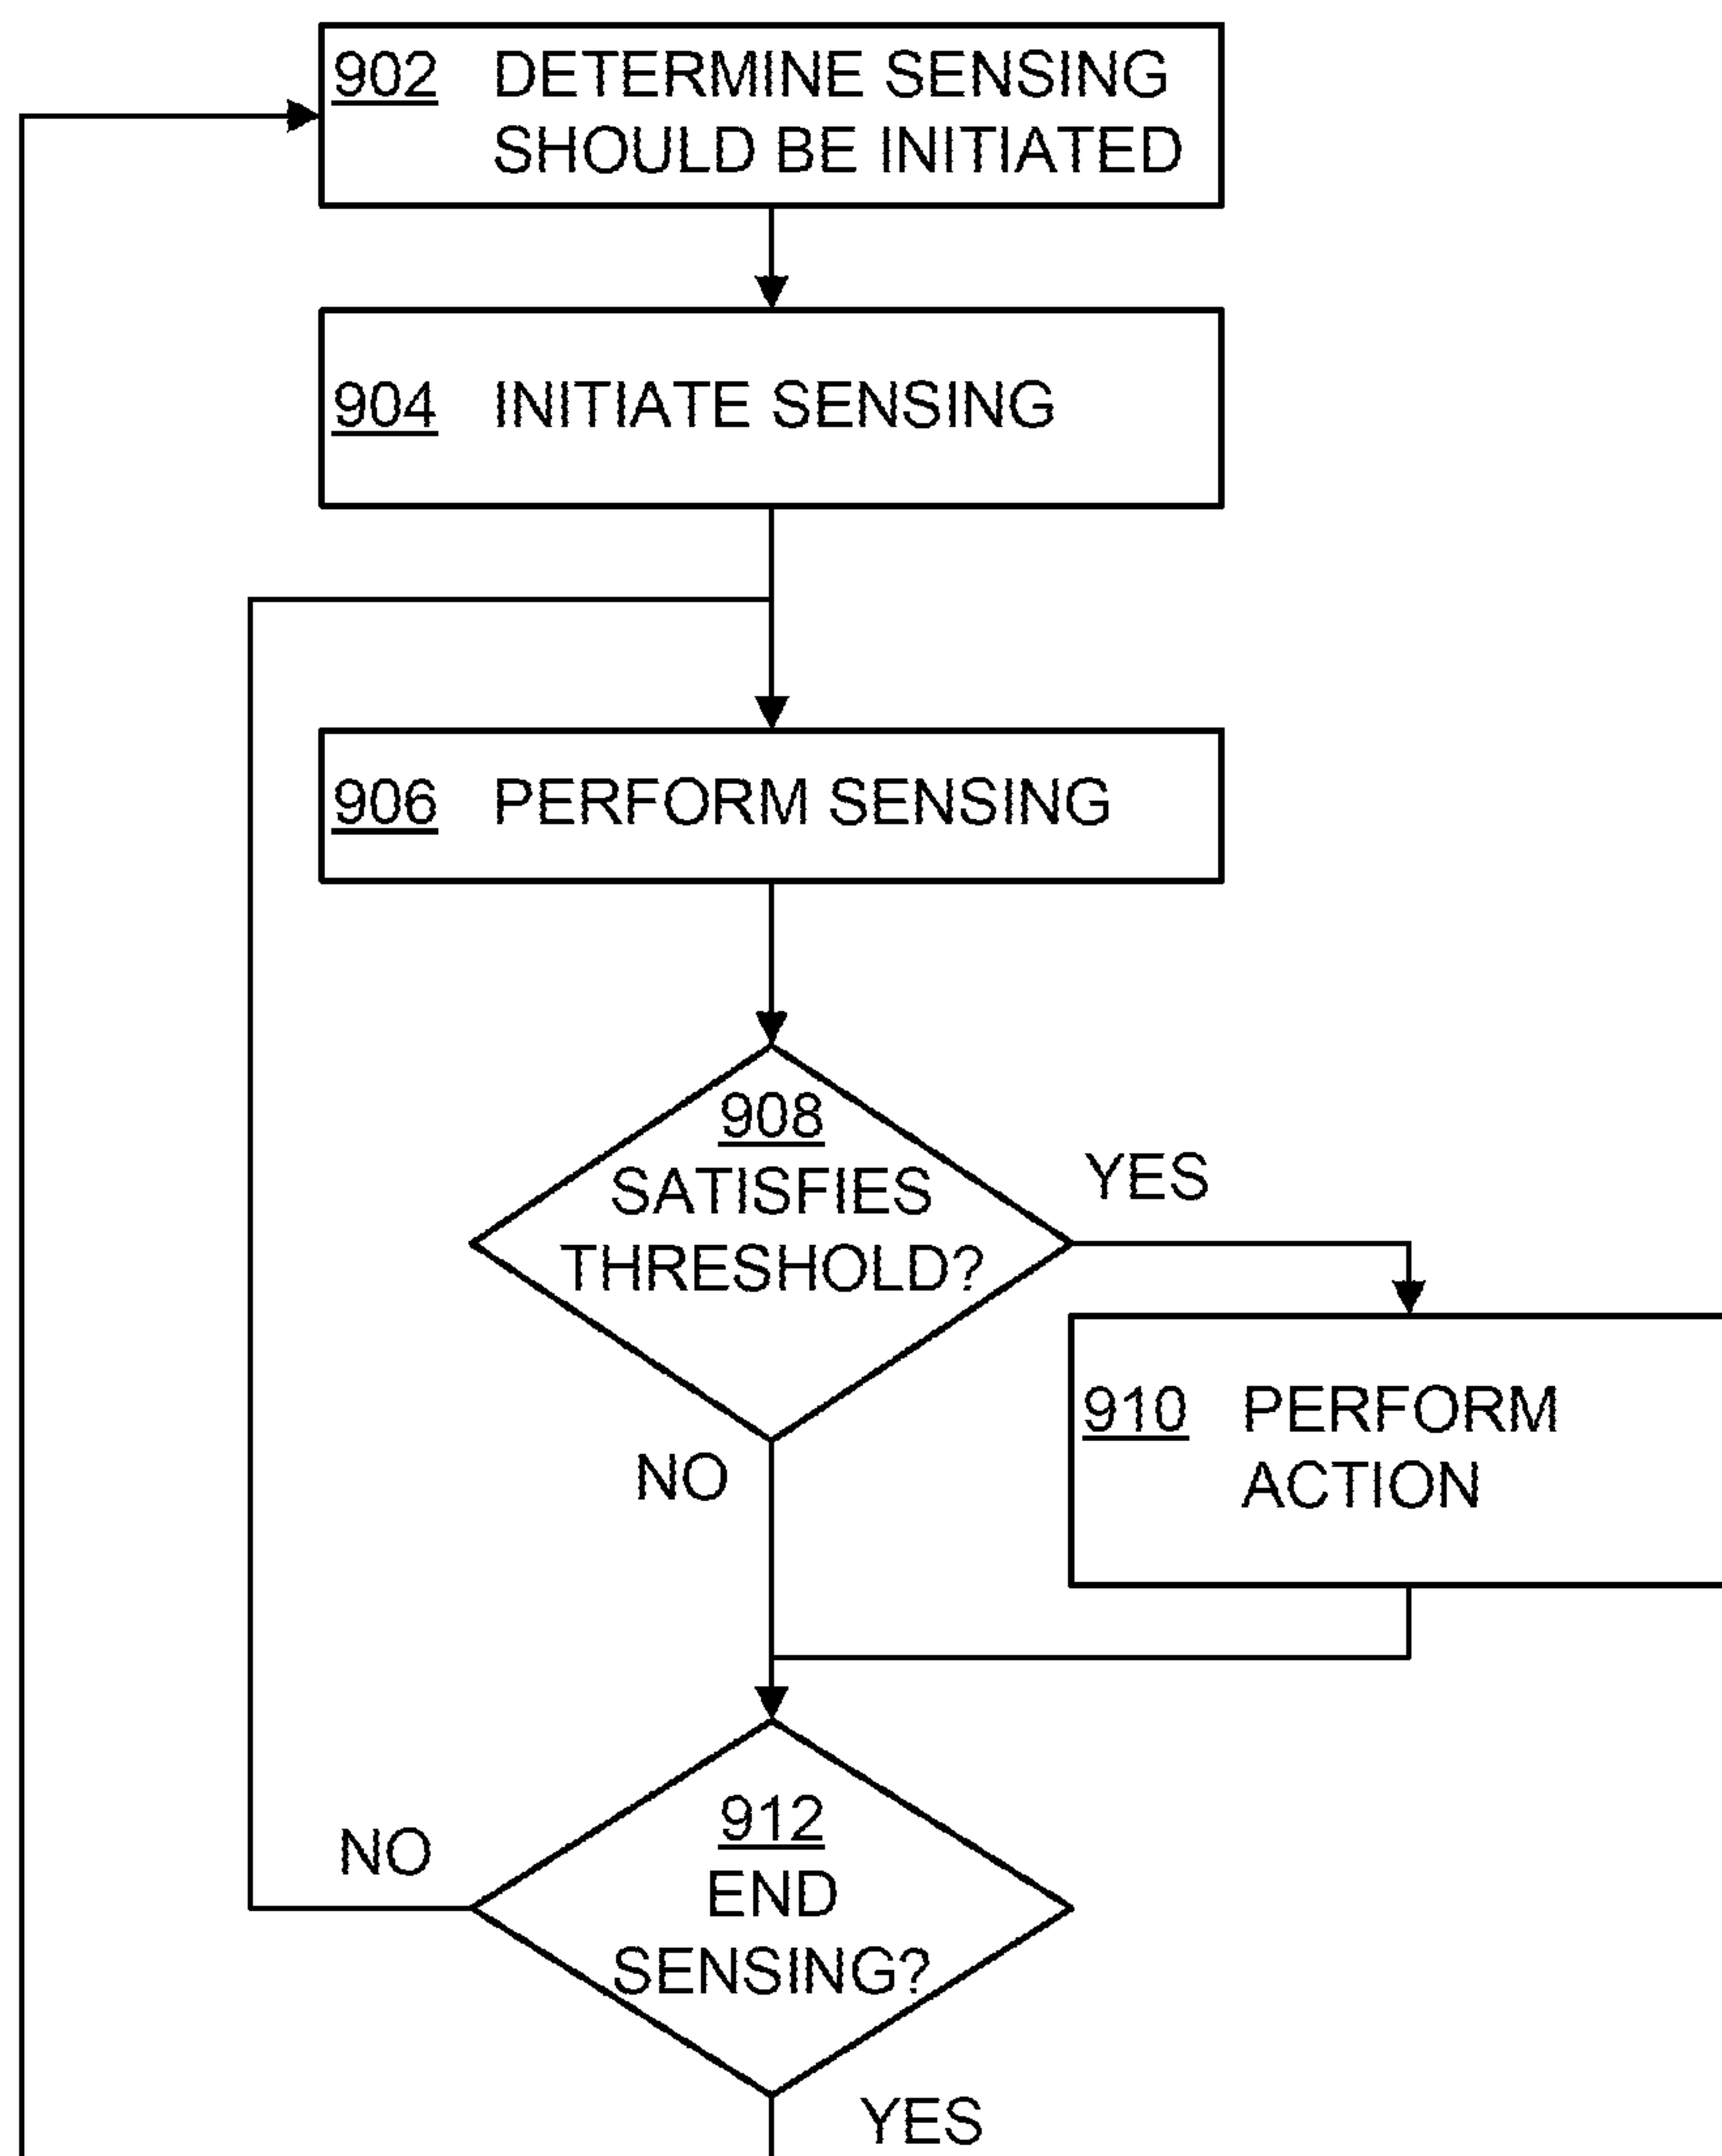 902 DETERMINE SENSING
SHOULD BE INITIATED
904 INITIATE SENSING
906 PERFORM SENSING
908
SATISFIES
THRESHOLD?
YES
910 PERFORM
ACTION
NO
912
END
SENSING?
NO
YES